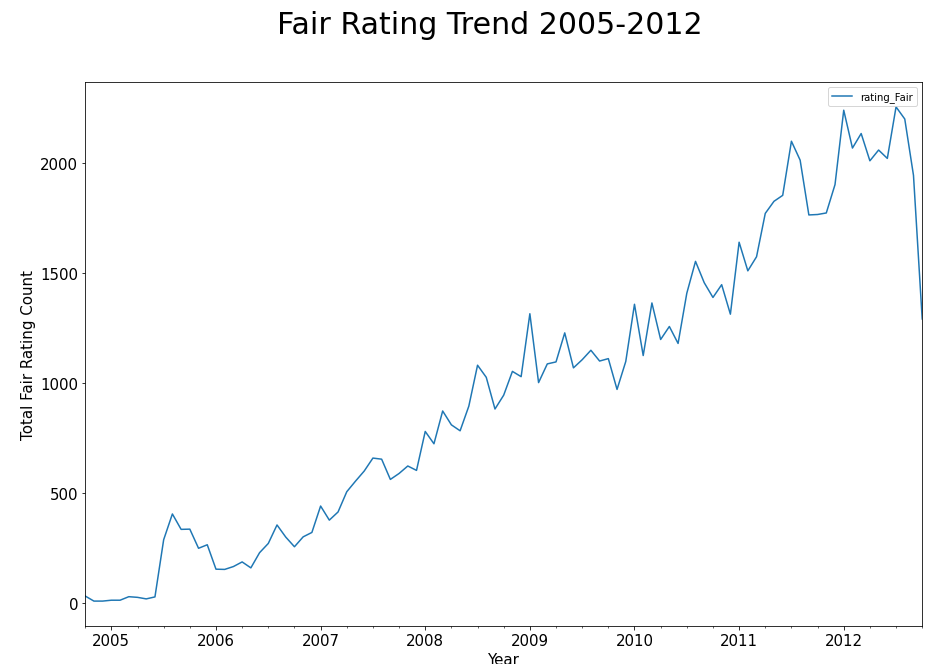 Fair Rating Trend 2005-2012
rating_Fair
2000
1500
1000
500
0
Total Fair Rating Count
2005 2006 2007 2008 2009 2010 2011 2012
Year